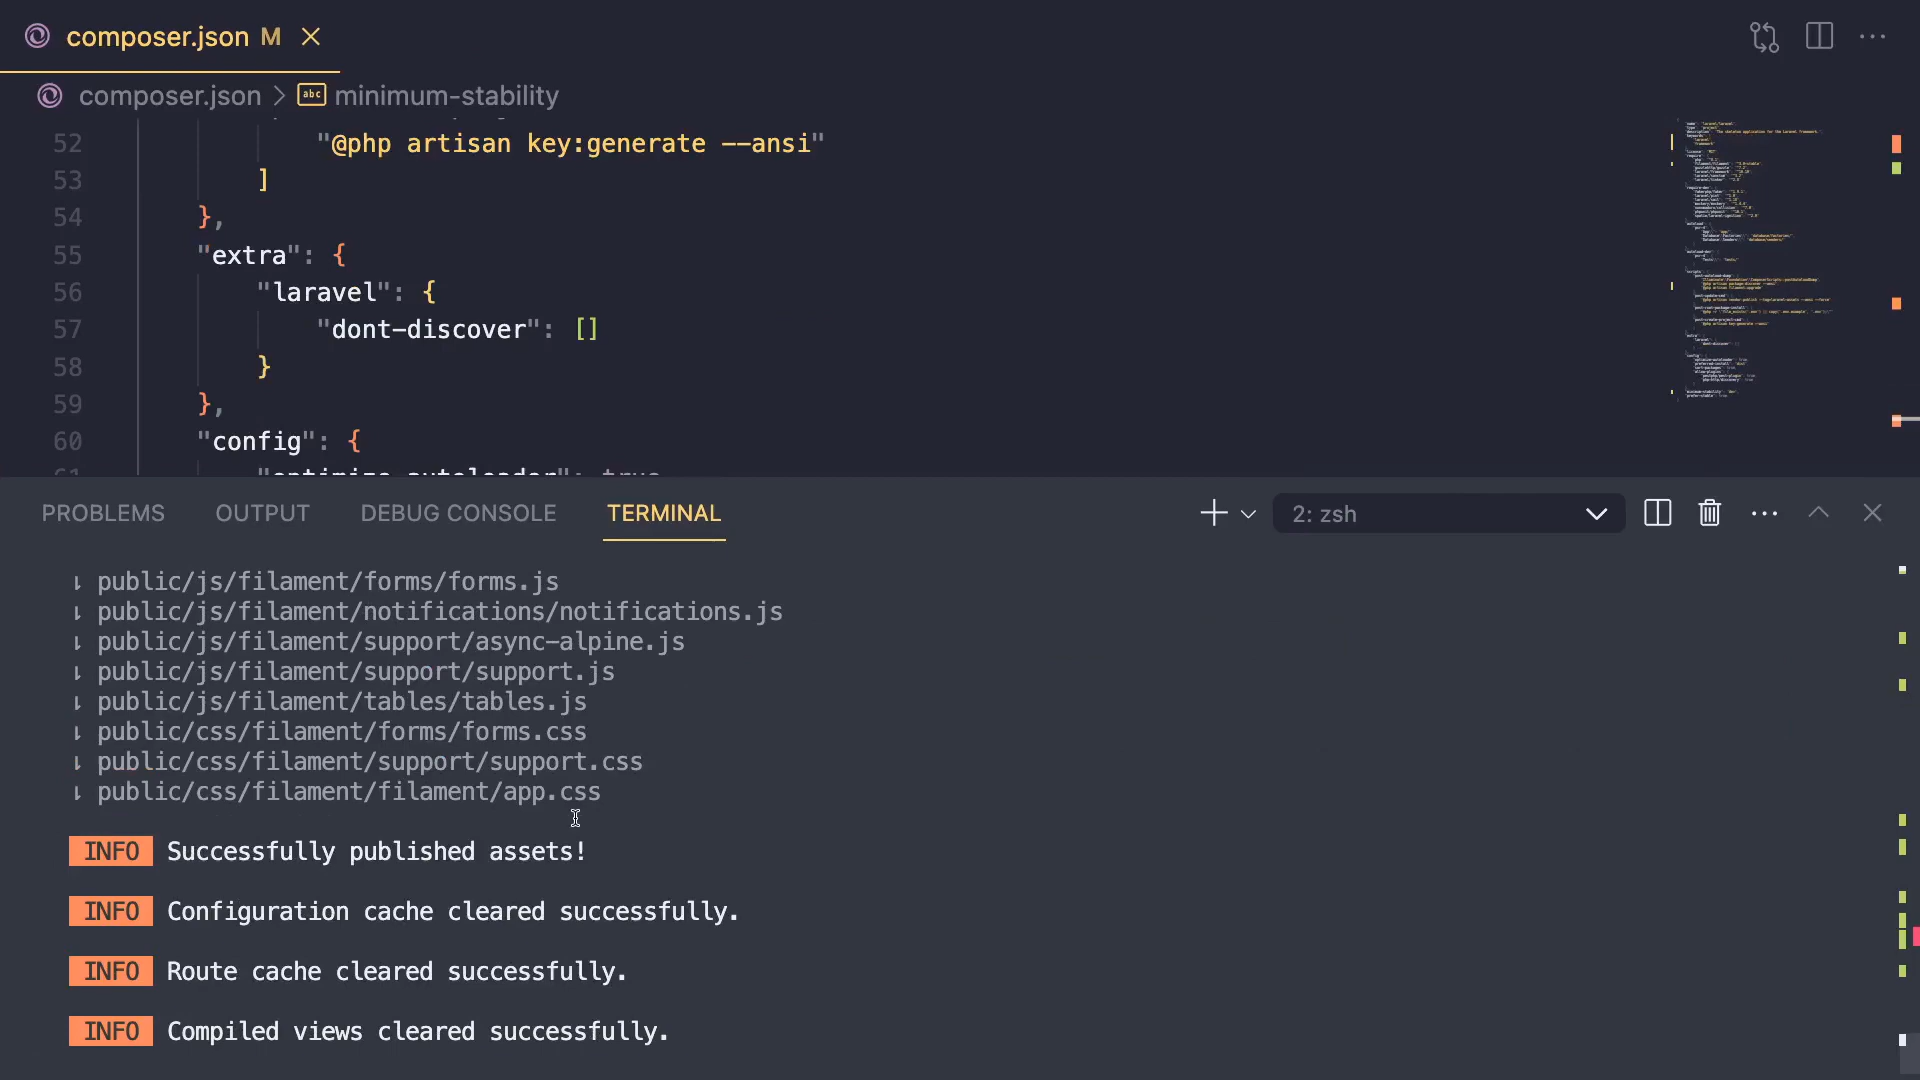 composer.json M
composer.json > abc minimum-stability
52 "@php artisan key:generate --ansi"
53 ]
54 },
55 "extra": {
56 "laravel": {
57 "dont-discover": []
58 }
59 },
60 "config": {
61 "optimize-autoloader": true
PROBLEMS OUTPUT DEBUG CONSOLE TERMINAL 2: zsh
⇂ public/js/filament/forms/forms.js
⇂ public/js/filament/notifications/notifications.js
⇂ public/js/filament/support/async-alpine.js
⇂ public/js/filament/support/support.js
⇂ public/js/filament/tables/tables.js
⇂ public/css/filament/forms/forms.css
⇂ public/css/filament/support/support.css
⇂ public/css/filament/filament/app.css
INFO Successfully published assets!
INFO Configuration cache cleared successfully.
INFO Route cache cleared successfully.
INFO Compiled views cleared successfully.